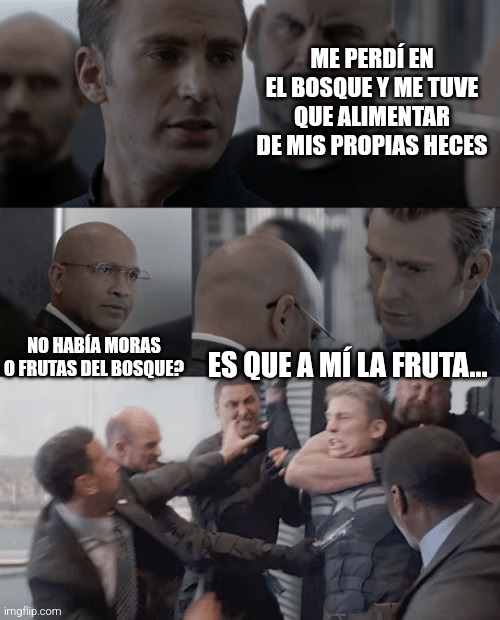 ME PERDÍ EN
EL BOSQUE Y ME TUVE
QUE ALIMENTAR
DE MIS PROPIAS HECES
NO HABÍA MORAS
O FRUTAS DEL BOSQUE?
ES QUE A MÍ LA FRUTA...
imgflip.com